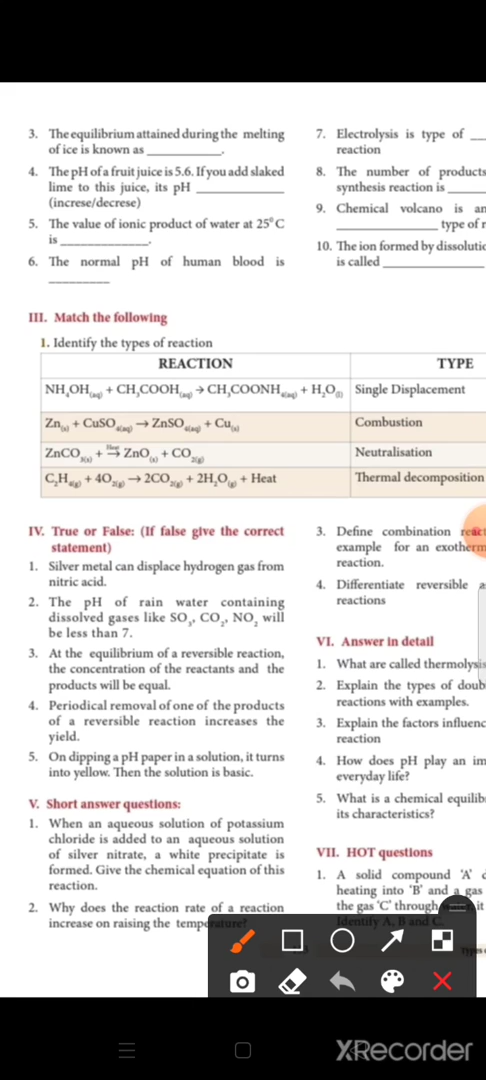 3. The equilibrium attained during the melting
of ice is known as ____________.
4. The pH of a fruit juice is 5.6. If you add slaked
lime to this juice, its pH ____________
(increse/decrese)
5. The value of ionic product of water at 25°C
is ______________.
6. The normal pH of human blood is
__________
7. Electrolysis is type of __
reaction
8. The number of products
synthesis reaction is _____
9. Chemical volcano is an
______________ type of r
10. The ion formed by dissolutio
is called ______________
III. Match the following
1. Identify the types of reaction
REACTION TYPE
NH₄OH(aq) + CH₃COOH(aq) → CH₃COONH₄(aq) + H₂O(l) Single Displacement
Zn(s) + CuSO₄(aq) → ZnSO₄(aq) + Cu(s) Combustion
ZnCO₃(s) + Heat→ ZnO(s) + CO₂(g) Neutralisation
C₂H₄(g) + 4O₂(g) → 2CO₂(g) + 2H₂O(g) + Heat Thermal decomposition
IV. True or False: (If false give the correct
statement)
1. Silver metal can displace hydrogen gas from
nitric acid.
2. The pH of rain water containing
dissolved gases like SO₃, CO₂, NO₂ will
be less than 7.
3. At the equilibrium of a reversible reaction,
the concentration of the reactants and the
products will be equal.
4. Periodical removal of one of the products
of a reversible reaction increases the
yield.
5. On dipping a pH paper in a solution, it turns
into yellow. Then the solution is basic.
V. Short answer questions:
1. When an aqueous solution of potassium
chloride is added to an aqueous solution
of silver nitrate, a white precipitate is
formed. Give the chemical equation of this
reaction.
2. Why does the reaction rate of a reaction
increase on raising the temperature?
3. Define combination react
example for an exotherm
reaction.
4. Differentiate reversible a
reactions
VI. Answer in detail
1. What are called thermolysis
2. Explain the types of doub
reactions with examples.
3. Explain the factors influenc
reaction
4. How does pH play an im
everyday life?
5. What is a chemical equilib
its characteristics?
VII. HOT questions
1. A solid compound 'A' d
heating into 'B' and a gas
the gas 'C' through it
Identify A, B and C.
Types
XRecorder